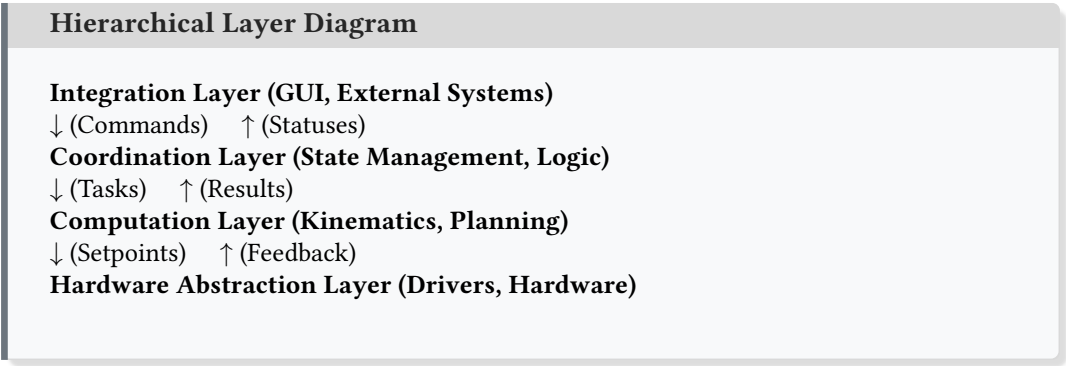 Hierarchical Layer Diagram
Integration Layer (GUI, External Systems)
↓ (Commands) ↑ (Statuses)
Coordination Layer (State Management, Logic)
↓ (Tasks) ↑ (Results)
Computation Layer (Kinematics, Planning)
↓ (Setpoints) ↑ (Feedback)
Hardware Abstraction Layer (Drivers, Hardware)